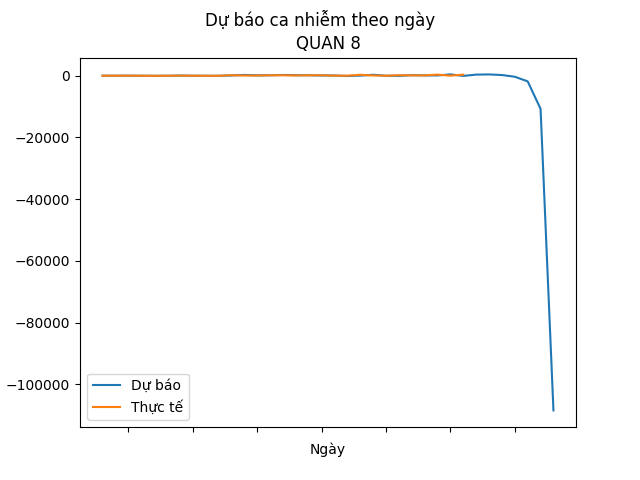 Dự báo ca nhiễm theo ngày
QUAN 8
0
−20000
−40000
−60000
−80000
−100000
Dự báo
Thực tế
Ngày